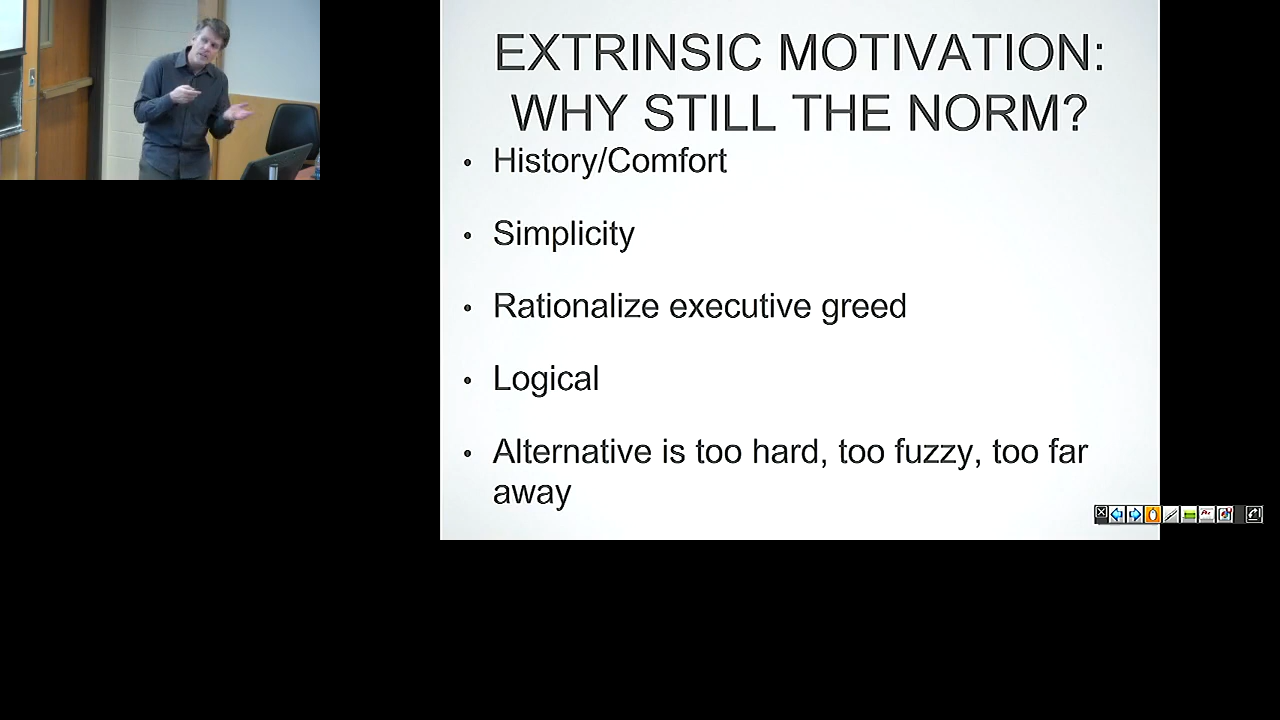 EXTRINSIC MOTIVATION:
WHY STILL THE NORM?
• History/Comfort
• Simplicity
• Rationalize executive greed
• Logical
• Alternative is too hard, too fuzzy, too far
away